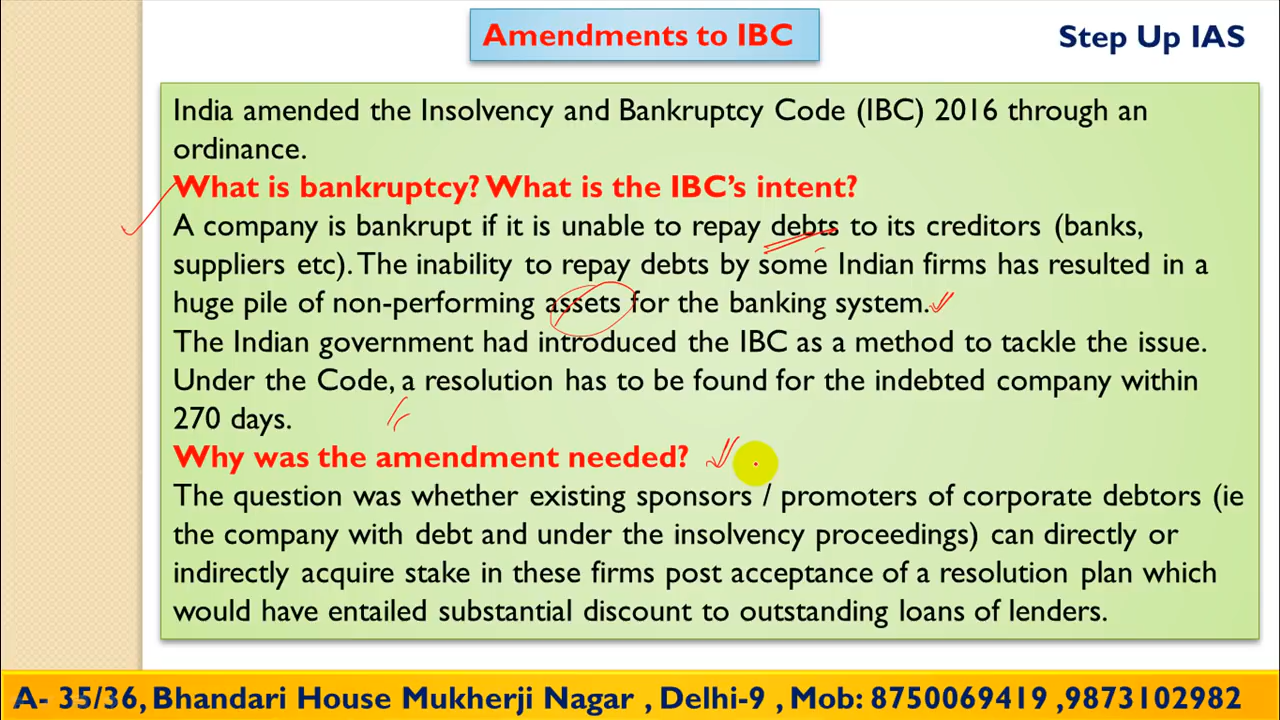 Amendments to IBC
Step Up IAS
India amended the Insolvency and Bankruptcy Code (IBC) 2016 through an
ordinance.
What is bankruptcy? What is the IBC's intent?
A company is bankrupt if it is unable to repay debts to its creditors (banks,
suppliers etc). The inability to repay debts by some Indian firms has resulted in a
huge pile of non-performing assets for the banking system.
The Indian government had introduced the IBC as a method to tackle the issue.
Under the Code, a resolution has to be found for the indebted company within
270 days.
Why was the amendment needed?
The question was whether existing sponsors / promoters of corporate debtors (ie
the company with debt and under the insolvency proceedings) can directly or
indirectly acquire stake in these firms post acceptance of a resolution plan which
would have entailed substantial discount to outstanding loans of lenders.
A- 35/36, Bhandari House Mukherji Nagar , Delhi-9 , Mob: 8750069419 ,9873102982